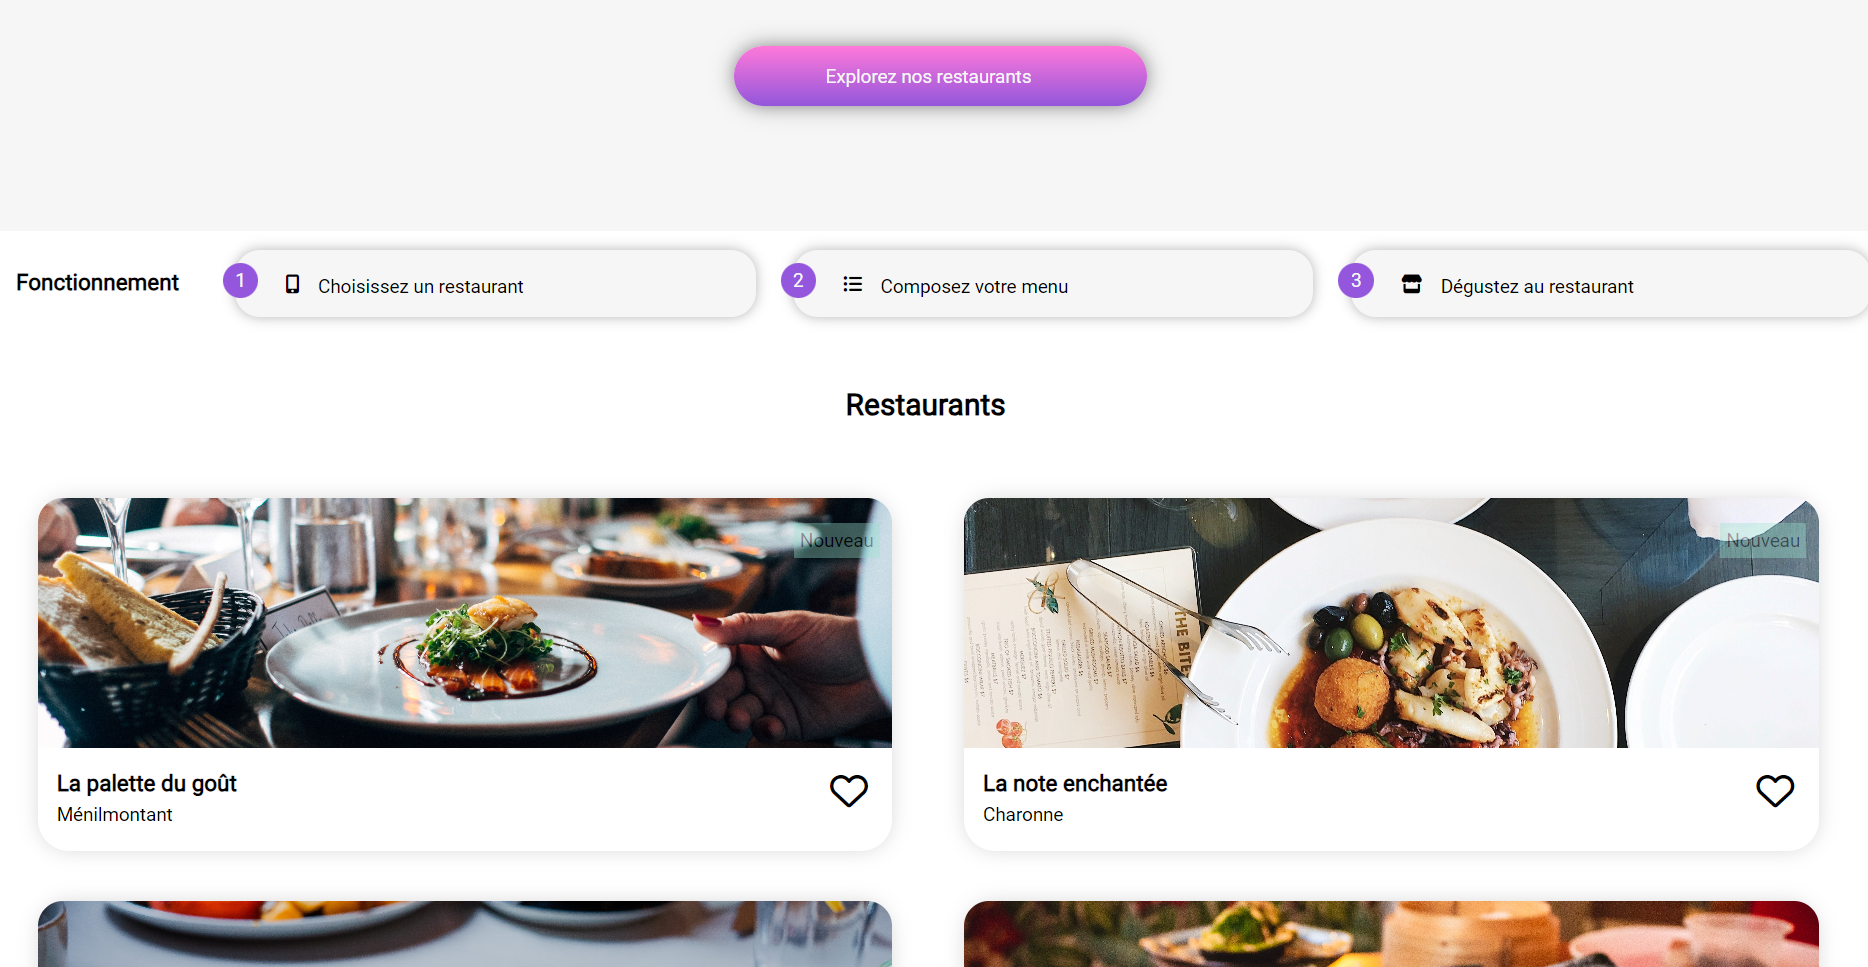 Explorez nos restaurants
Fonctionnement
1
Choisissez un restaurant
2
Composez votre menu
3
Dégustez au restaurant
Restaurants
Nouveau
Nouveau
THE BITE
La palette du goût
Ménilmontant
La note enchantée
Charonne